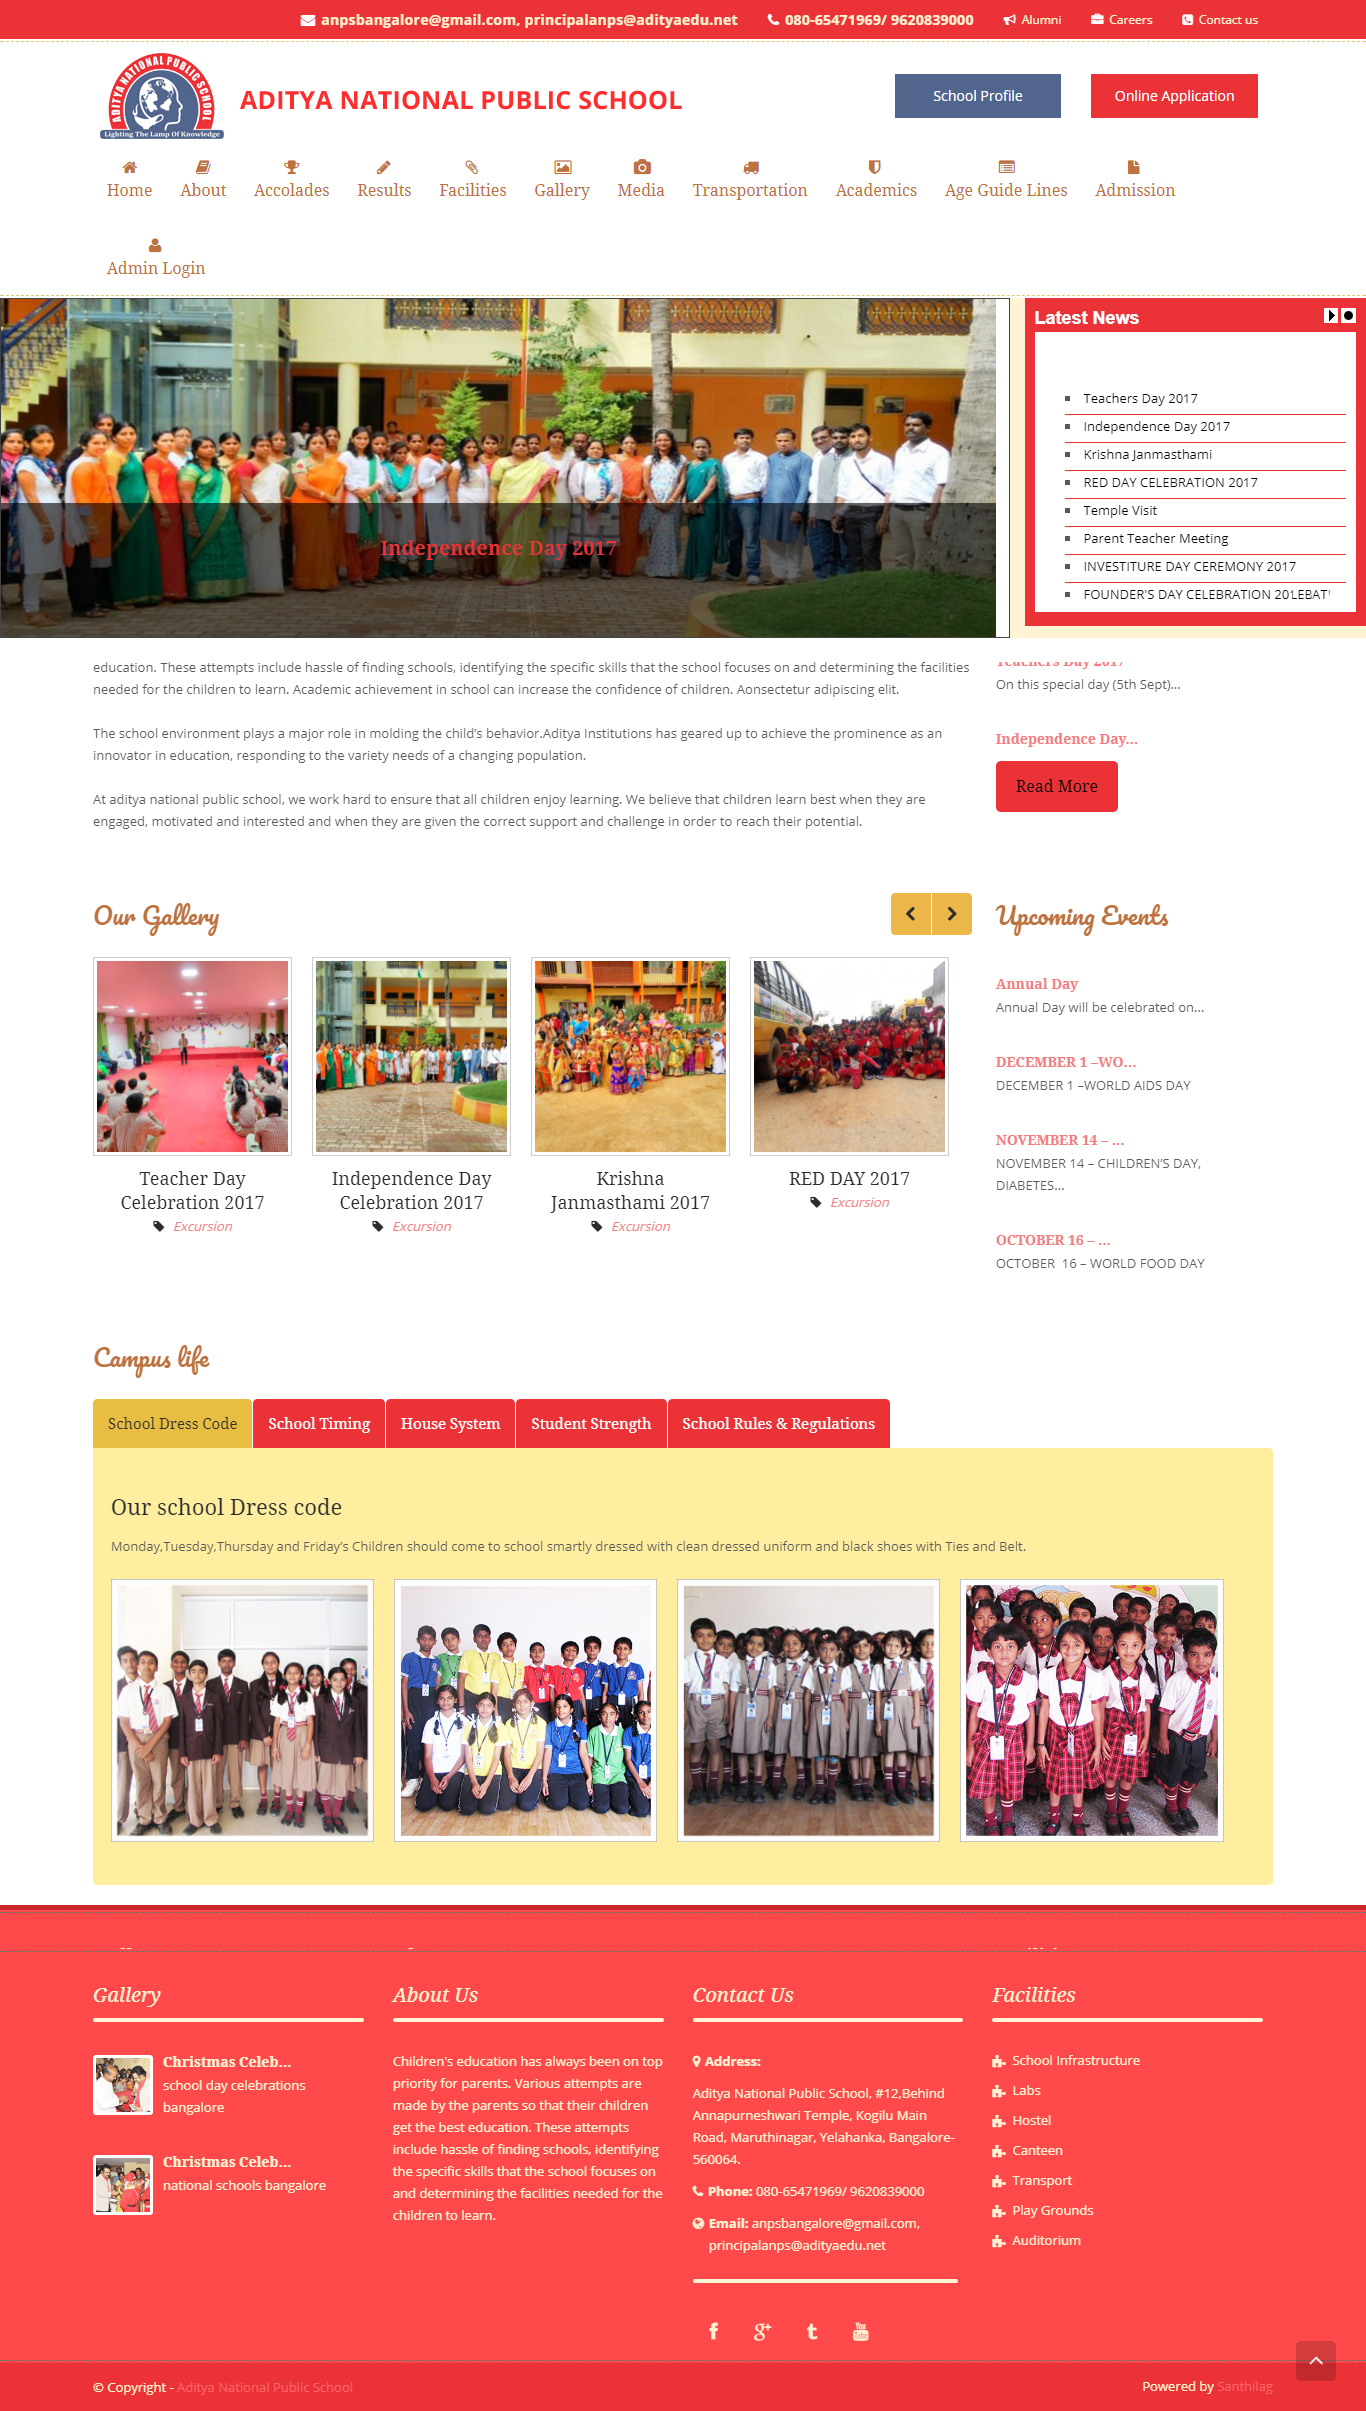 anpsbangalore@gmail.com, principalanps@adityaedu.net
080-65471969/ 9620839000
Alumni
Careers
Contact us
ADITYA NATIONAL PUBLIC SCHOOL
Lighting The Lamp Of Knowledge
ADITYA NATIONAL PUBLIC SCHOOL
School Profile
Online Application
Home
About
Accolades
Results
Facilities
Gallery
Media
Transportation
Academics
Age Guide Lines
Admission
Admin Login
Independence Day 2017
Latest News
Teachers Day 2017
Independence Day 2017
Krishna Janmasthami
RED DAY CELEBRATION 2017
Temple Visit
Parent Teacher Meeting
INVESTITURE DAY CEREMONY 2017
FOUNDER'S DAY CELEBRATION
education. These attempts include hassle of finding schools, identifying the specific skills that the school focuses on and determining the facilities
needed for the children to learn. Academic achievement in school can increase the confidence of children. Aonsectetur adipiscing elit.
The school environment plays a major role in molding the child's behavior.Aditya Institutions has geared up to achieve the prominence as an
innovator in education, responding to the variety needs of a changing population.
At aditya national public school, we work hard to ensure that all children enjoy learning. We believe that children learn best when they are
engaged, motivated and interested and when they are given the correct support and challenge in order to reach their potential.
Teachers Day 2017
On this special day (5th Sept)...
Independence Day...
Read More
Our Gallery
Teacher Day
Celebration 2017
Excursion
Independence Day
Celebration 2017
Excursion
Krishna
Janmasthami 2017
Excursion
RED DAY 2017
Excursion
Upcoming Events
Annual Day
Annual Day will be celebrated on...
DECEMBER 1 –WO...
DECEMBER 1 –WORLD AIDS DAY
NOVEMBER 14 – ...
NOVEMBER 14 – CHILDREN'S DAY,
DIABETES...
OCTOBER 16 – ...
OCTOBER  16 – WORLD FOOD DAY
Campus life
School Dress Code
School Timing
House System
Student Strength
School Rules & Regulations
Our school Dress code
Monday,Tuesday,Thursday and Friday's Children should come to school smartly dressed with clean dressed uniform and black shoes with Ties and Belt.
Gallery
Christmas Celeb...
school day celebrations
bangalore
Christmas Celeb...
national schools bangalore
About Us
Children's education has always been on top
priority for parents. Various attempts are
made by the parents so that their children
get the best education. These attempts
include hassle of finding schools, identifying
the specific skills that the school focuses on
and determining the facilities needed for the
children to learn.
Contact Us
Address:
Aditya National Public School, #12,Behind
Annapurneshwari Temple, Kogilu Main
Road, Maruthinagar, Yelahanka, Bangalore-
560064.
Phone: 080-65471969/ 9620839000
Email: anpsbangalore@gmail.com,
principalanps@adityaedu.net
Facilities
School Infrastructure
Labs
Hostel
Canteen
Transport
Play Grounds
Auditorium
© Copyright - Aditya National Public School
Powered by Santhilag